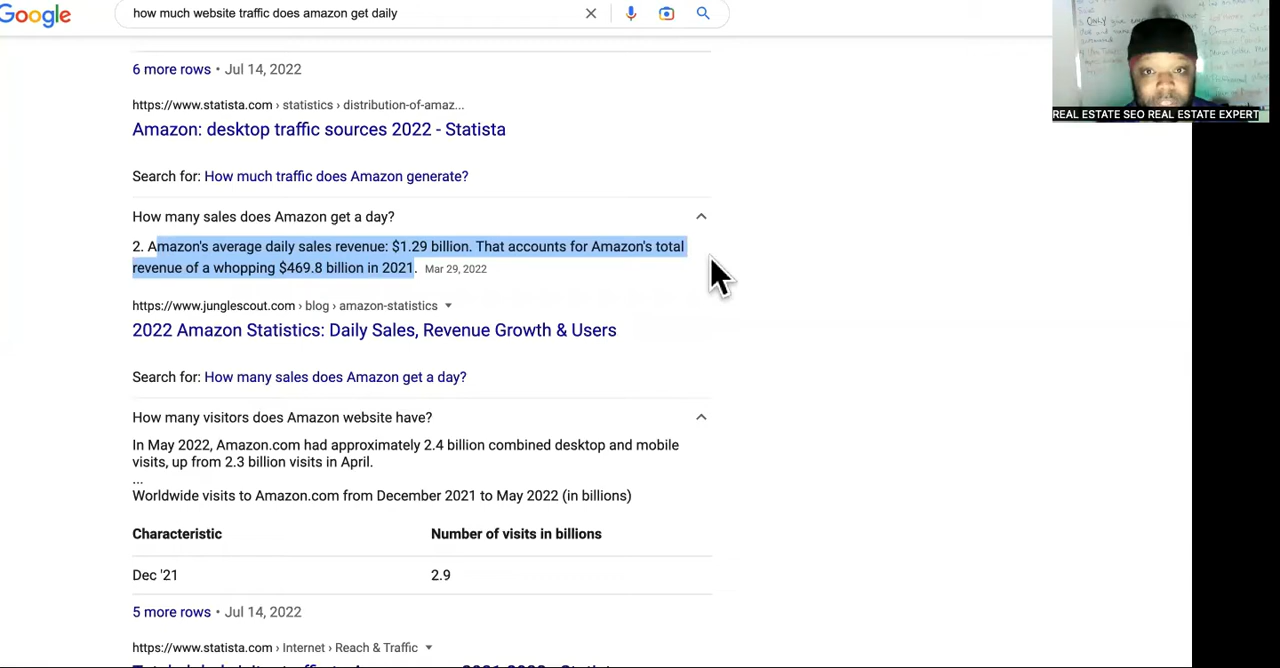 Google
how much website traffic does amazon get daily
6 more rows • Jul 14, 2022
https://www.statista.com › statistics › distribution-of-amaz...
Amazon: desktop traffic sources 2022 - Statista
Search for: How much traffic does Amazon generate?
How many sales does Amazon get a day?
2. Amazon's average daily sales revenue: $1.29 billion. That accounts for Amazon's total
revenue of a whopping $469.8 billion in 2021. Mar 29, 2022
https://www.junglescout.com › blog › amazon-statistics
2022 Amazon Statistics: Daily Sales, Revenue Growth & Users
Search for: How many sales does Amazon get a day?
How many visitors does Amazon website have?
In May 2022, Amazon.com had approximately 2.4 billion combined desktop and mobile
visits, up from 2.3 billion visits in April.
...
Worldwide visits to Amazon.com from December 2021 to May 2022 (in billions)
Characteristic Number of visits in billions
Dec '21 2.9
5 more rows • Jul 14, 2022
https://www.statista.com › Internet › Reach & Traffic
REAL ESTATE SEO REAL ESTATE EXPERT